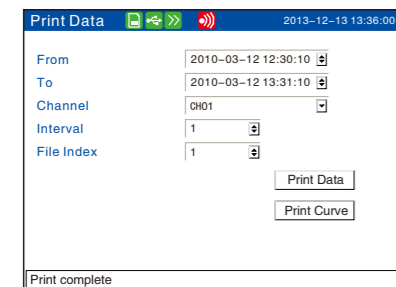 Print Data 2013-12-13 13:36:00
From 2010-03-12 12:30:10
To 2010-03-12 13:31:10
Channel CH01
Interval 1
File Index 1
Print Data
Print Curve
Print complete